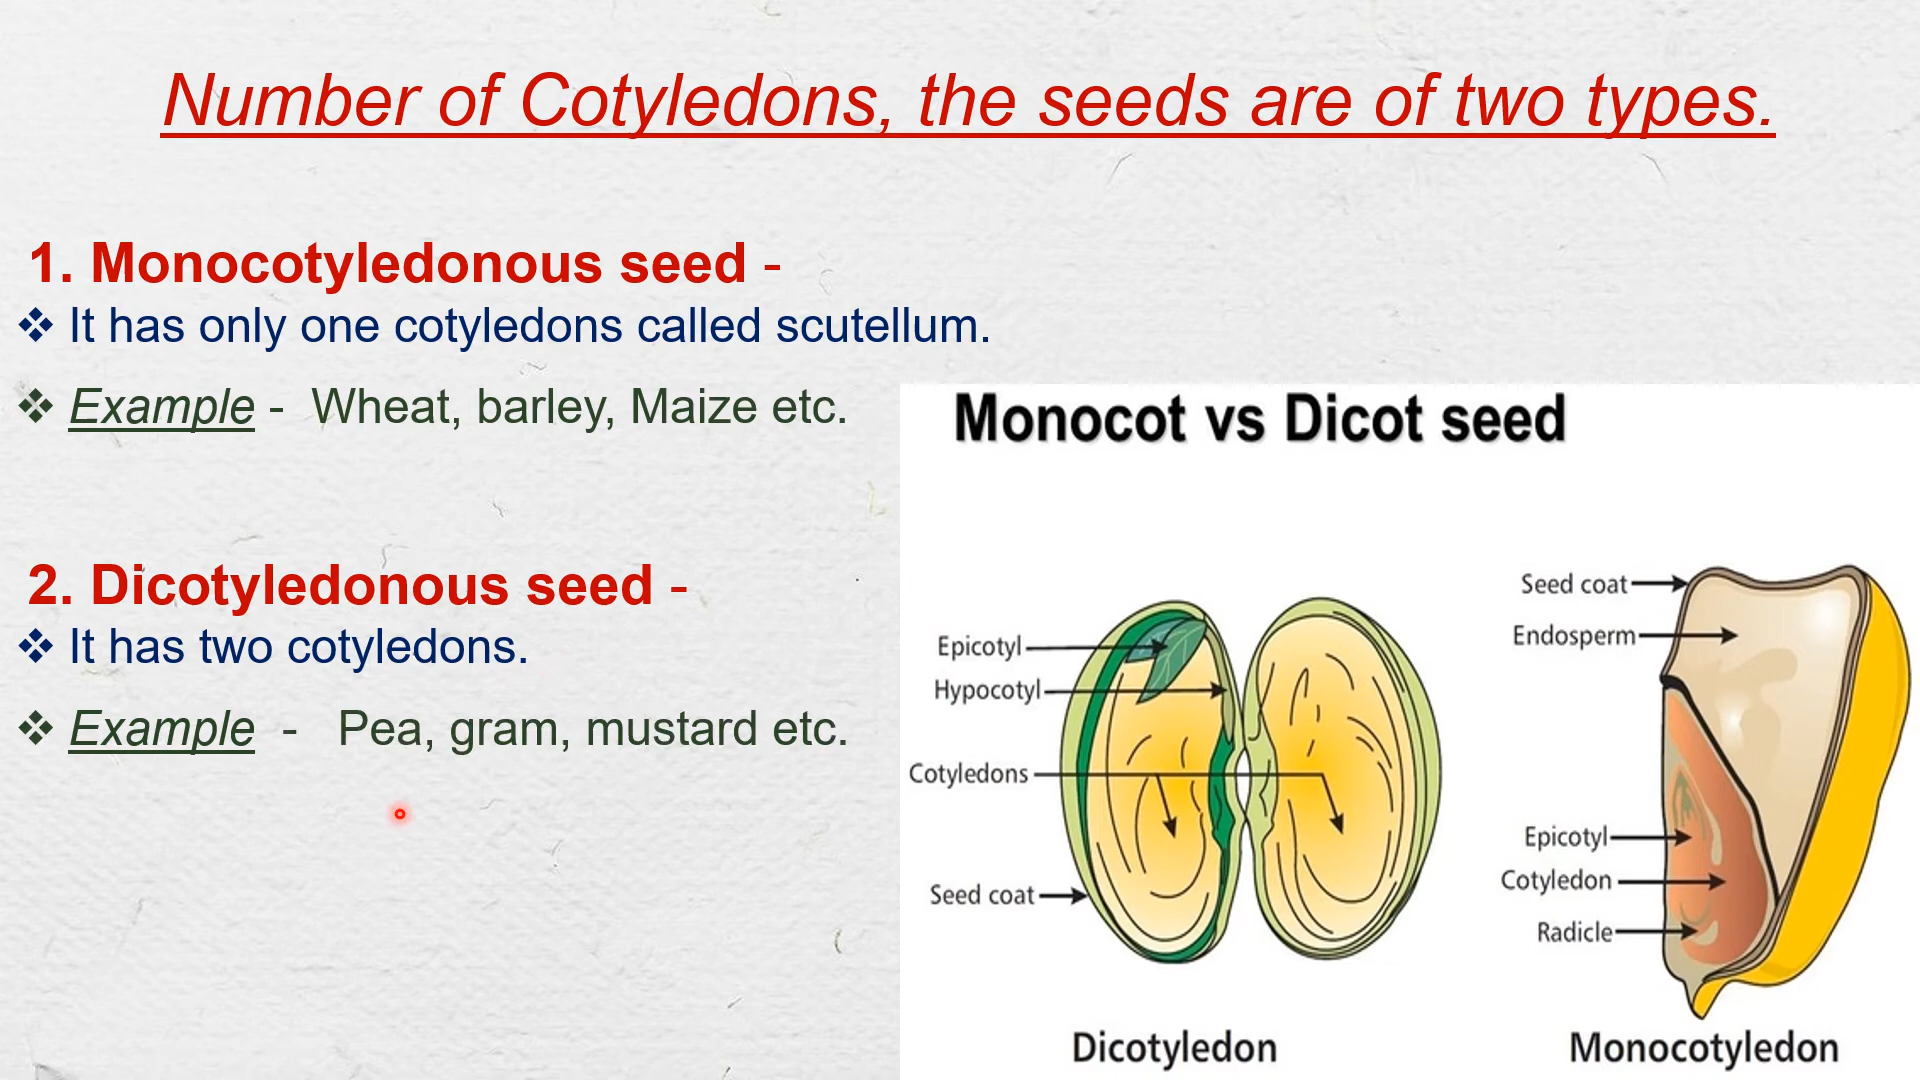 Number of Cotyledons, the seeds are of two types.
1. Monocotyledonous seed -
❖ It has only one cotyledons called scutellum.
❖ Example - Wheat, barley, Maize etc.
2. Dicotyledonous seed -
❖ It has two cotyledons.
❖ Example - Pea, gram, mustard etc.
Monocot vs Dicot seed
Epicotyl
Hypocotyl
Cotyledons
Seed coat
Dicotyledon
Seed coat
Endosperm
Epicotyl
Cotyledon
Radicle
Monocotyledon